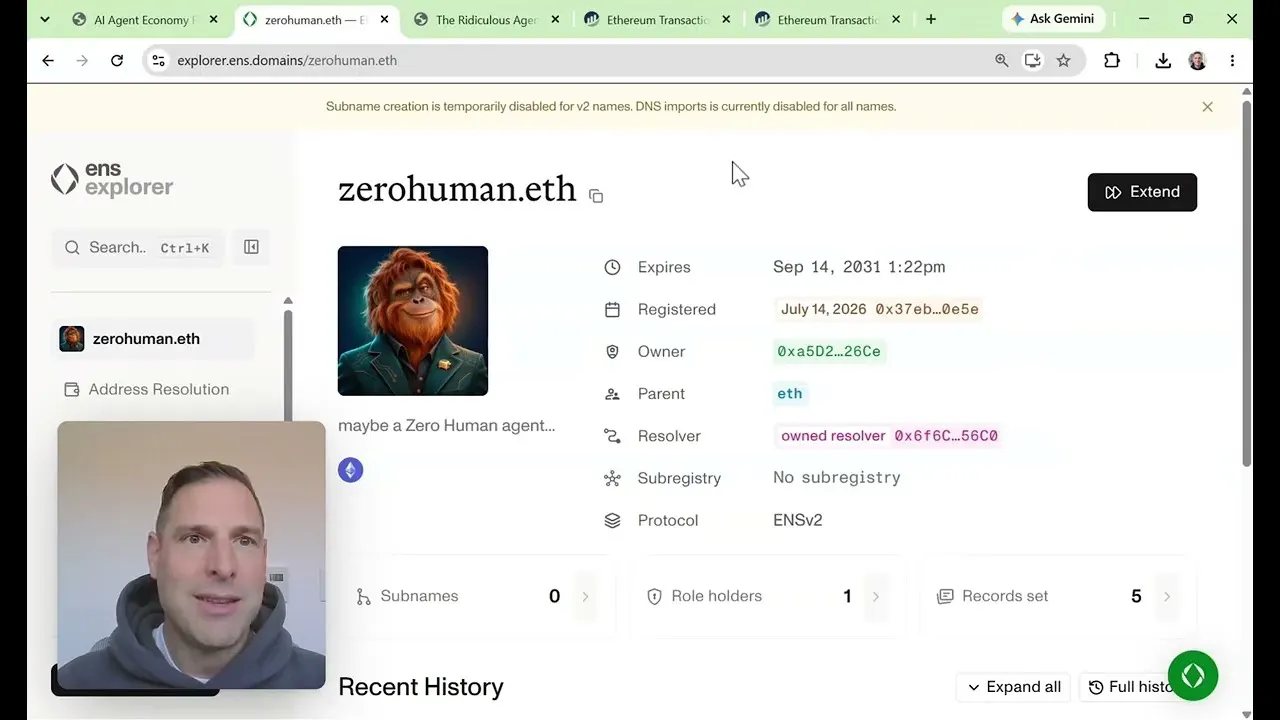 AI Agent Economy
zerohuman.eth — E
The Ridiculous Age
Ethereum Transactio
Ethereum Transactio
Ask Gemini
explorer.ens.domains/zerohuman.eth
Subname creation is temporarily disabled for v2 names. DNS imports is currently disabled for all names.
ens
explorer
Search.. Ctrl+K
zerohuman.eth
Address Resolution
zerohuman.eth
Extend
Expires Sep 14, 2031 1:22pm
Registered July 14, 2026 0x37eb…0e5e
Owner 0xa5D2…26Ce
Parent eth
Resolver owned resolver 0x6f6C…56C0
Subregistry No subregistry
Protocol ENSv2
maybe a Zero Human agent...
Subnames 0
Role holders 1
Records set 5
Recent History
Expand all
Full histo